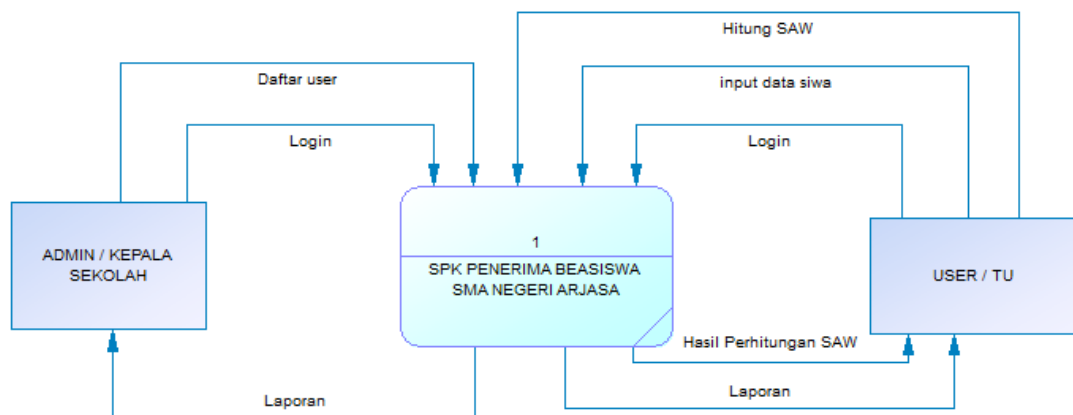 Hitung SAW
Daftar user
input data siwa
Login
Login
ADMIN / KEPALA
SEKOLAH
1
SPK PENERIMA BEASISWA
SMA NEGERI ARJASA
USER / TU
Hasil Perhitungan SAW
Laporan
Laporan